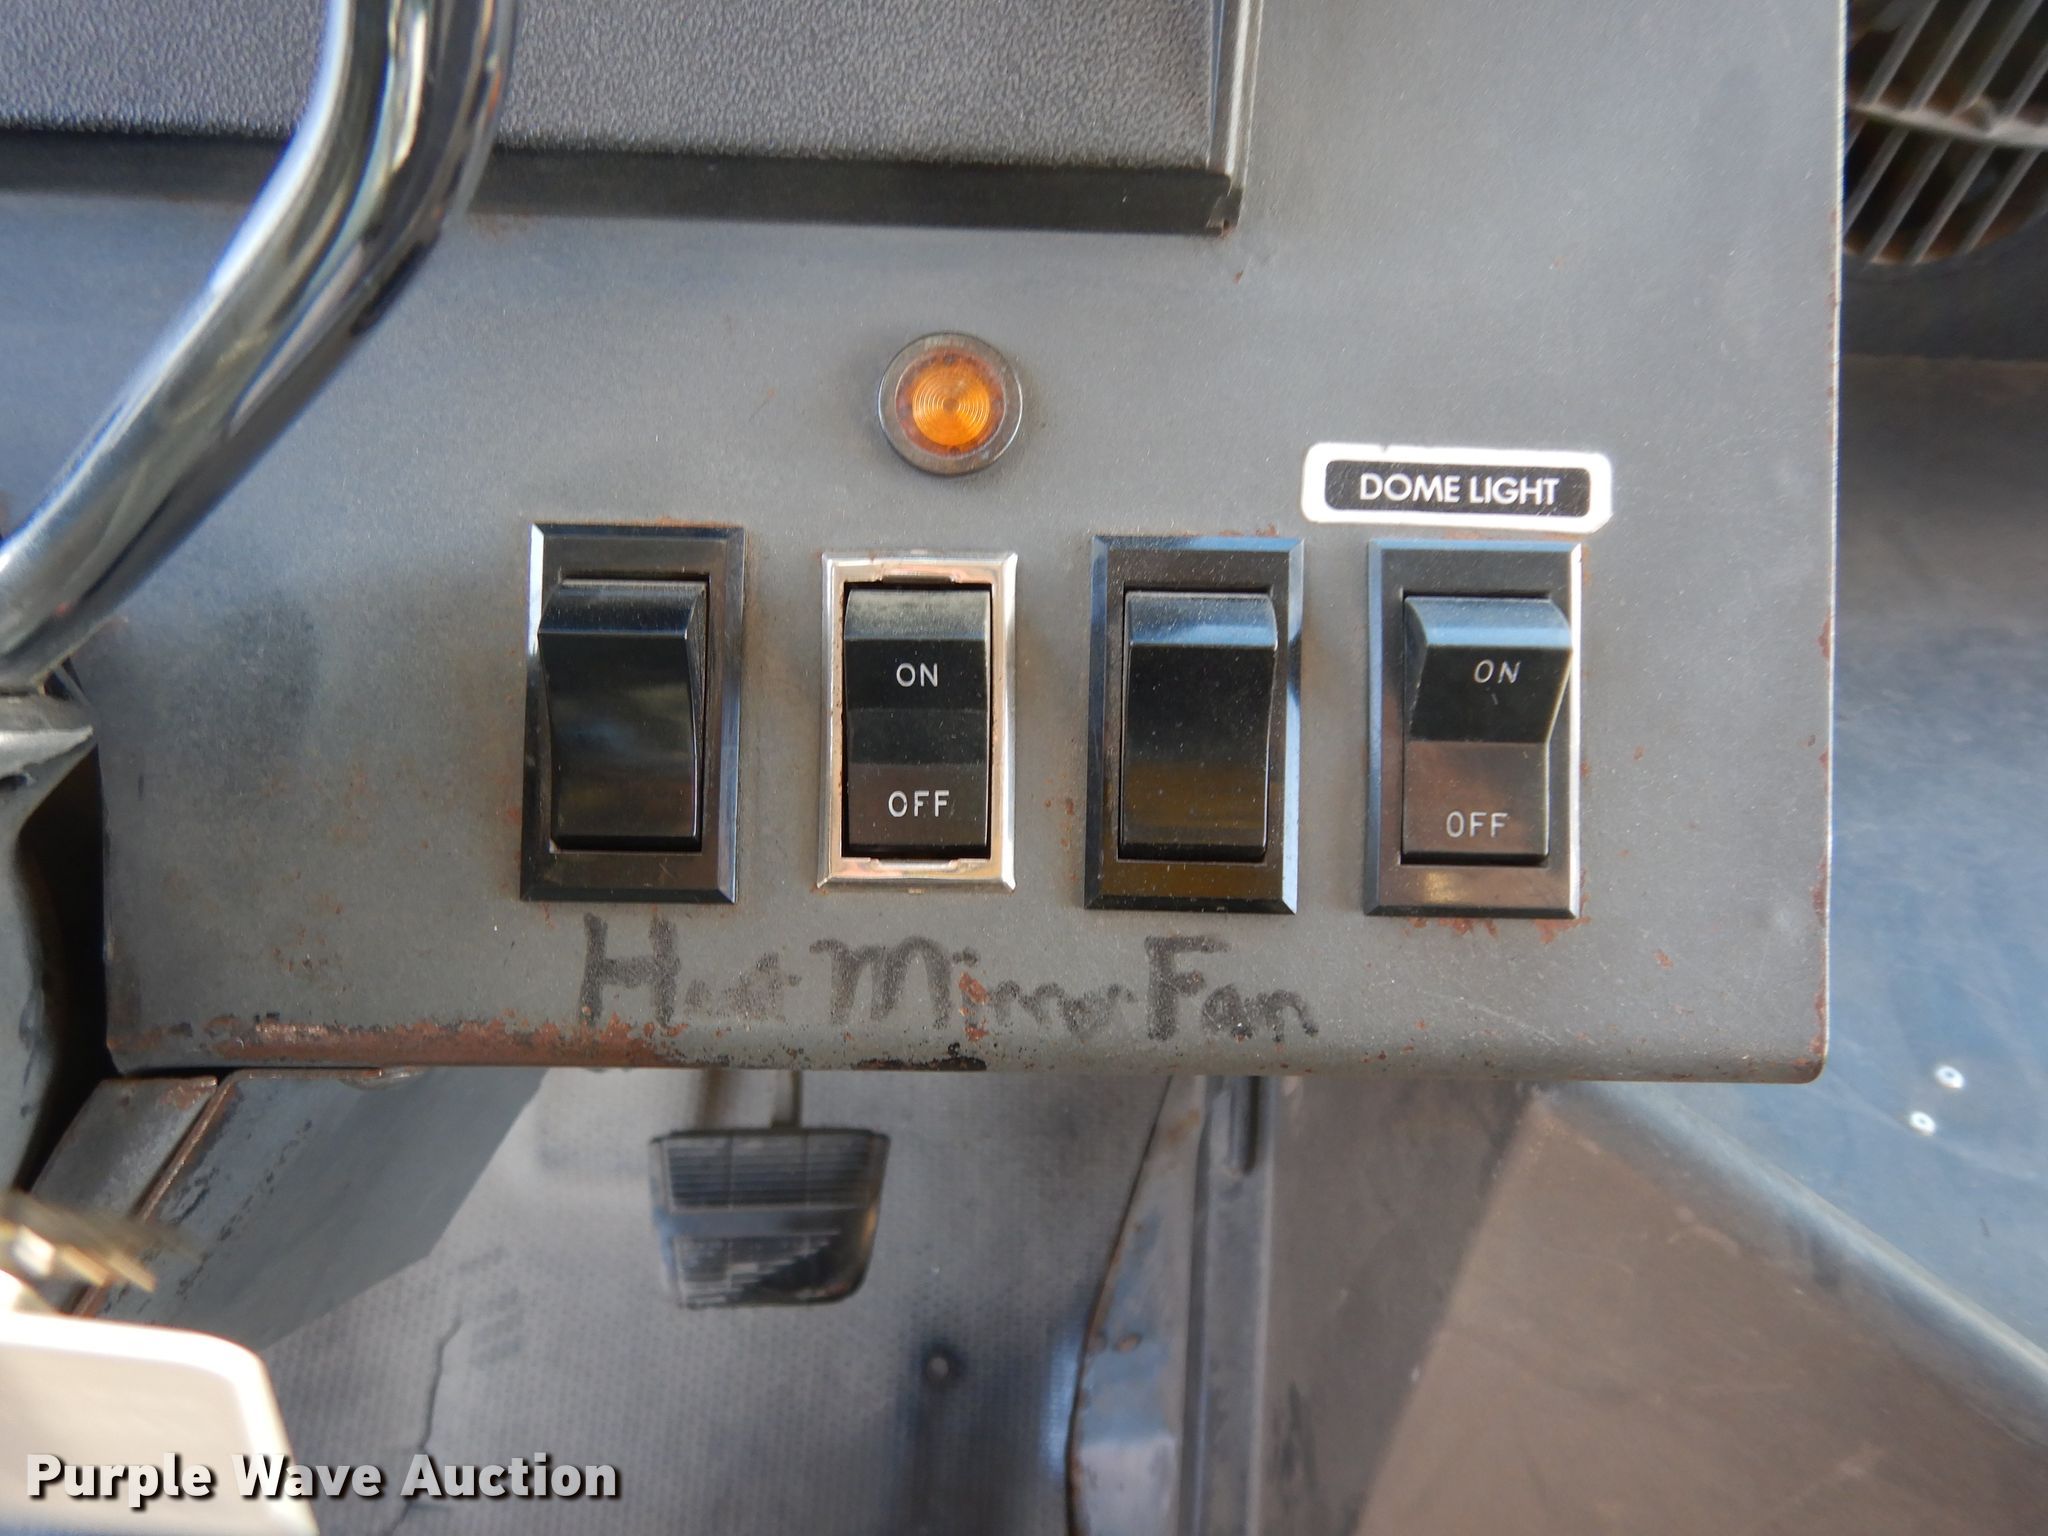 DOME LIGHT
ON
ON
OFF
OFF
Heat Mirror Fan
Purple Wave Auction